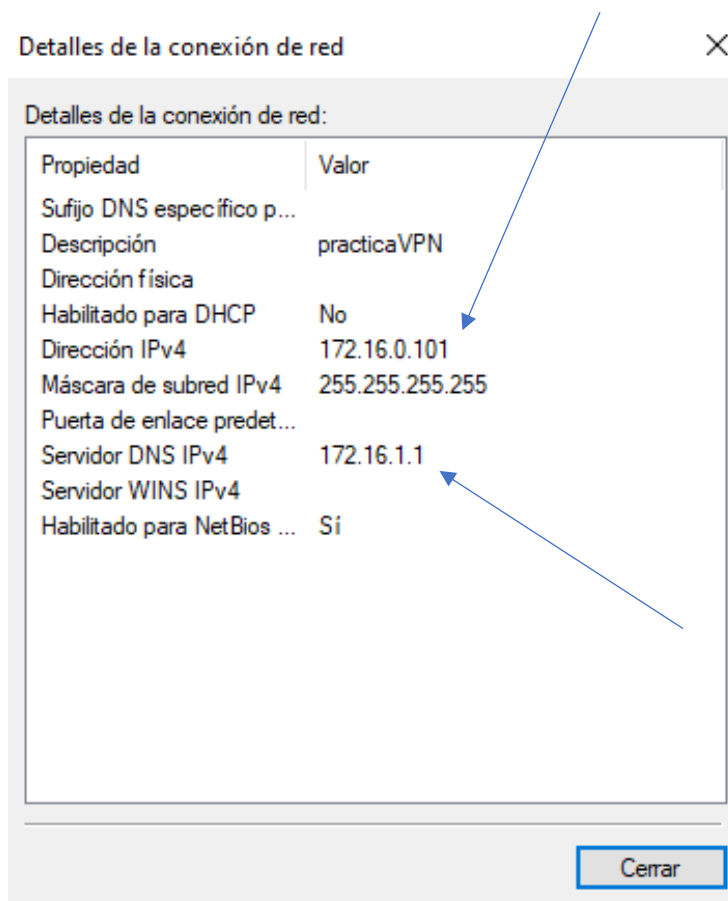 Detalles de la conexión de red
Detalles de la conexión de red:
Propiedad Valor
Sufijo DNS específico p...
Descripción practicaVPN
Dirección física
Habilitado para DHCP No
Dirección IPv4 172.16.0.101
Máscara de subred IPv4 255.255.255.255
Puerta de enlace predet...
Servidor DNS IPv4 172.16.1.1
Servidor WINS IPv4
Habilitado para NetBios ... Sí
Cerrar